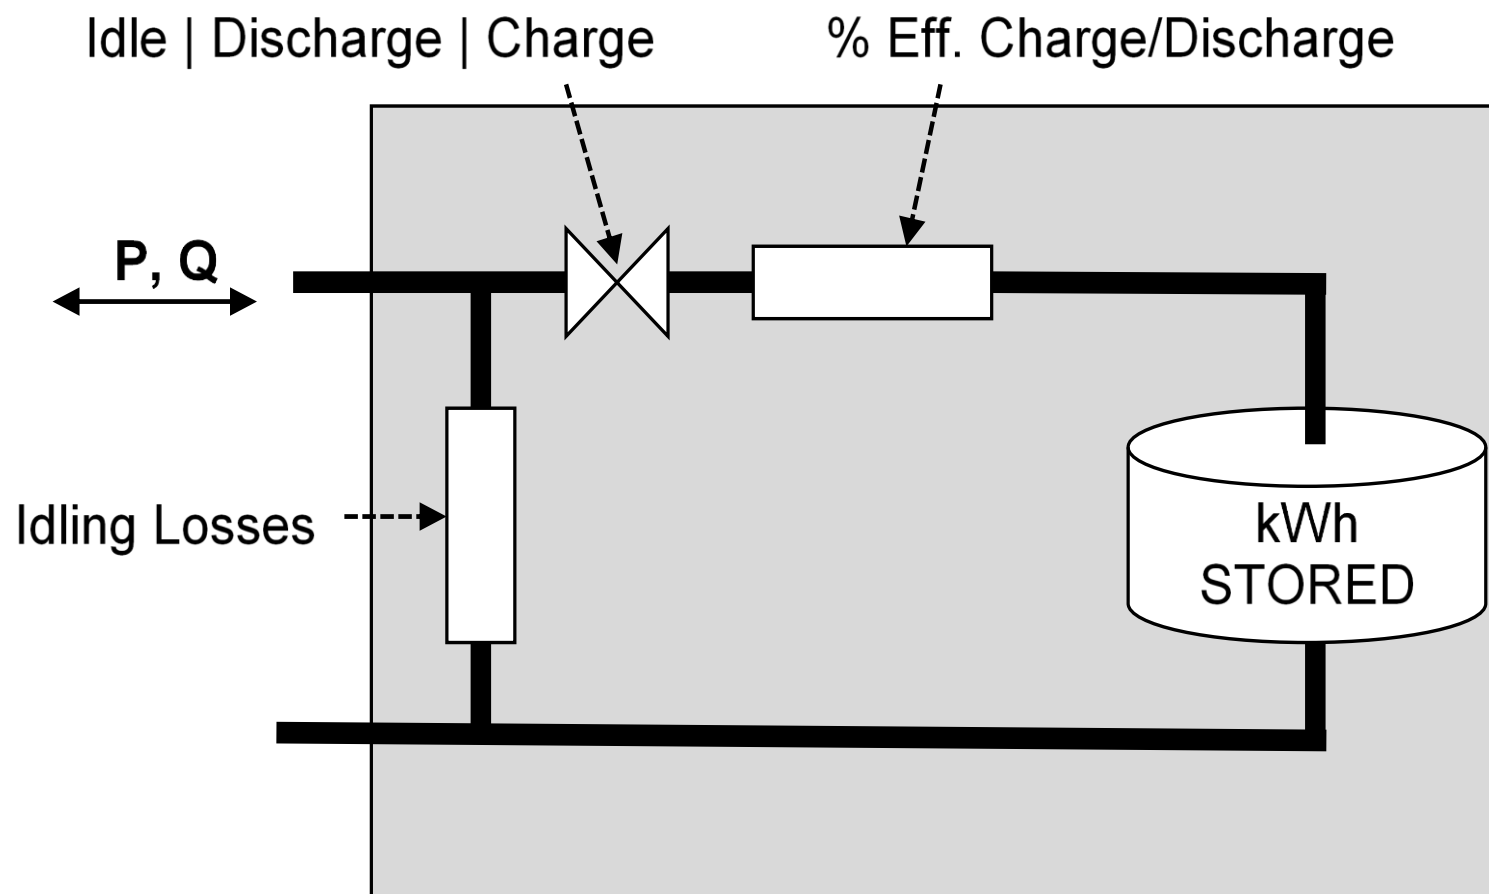 Idle | Discharge | Charge
% Eff. Charge/Discharge
P, Q
Idling Losses
kWh
STORED